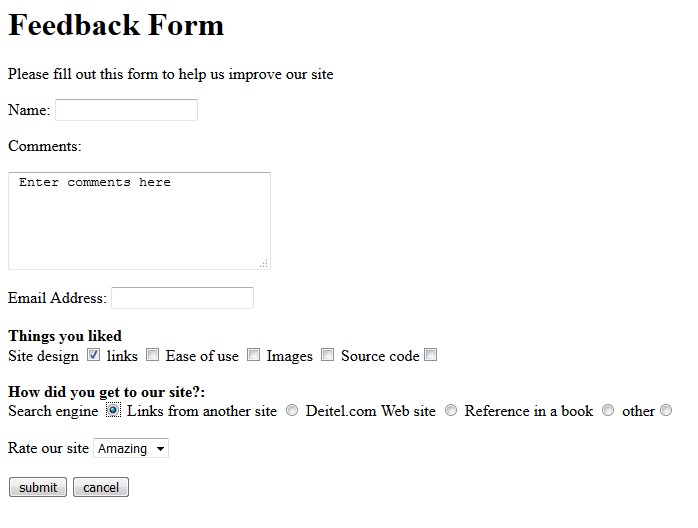 Feedback Form
Please fill out this form to help us improve our site
Name:
Comments:
Enter comments here
Email Address:
Things you liked
Site design links Ease of use Images Source code
How did you get to our site?:
Search engine Links from another site Deitel.com Web site Reference in a book other
Rate our site Amazing
submit cancel